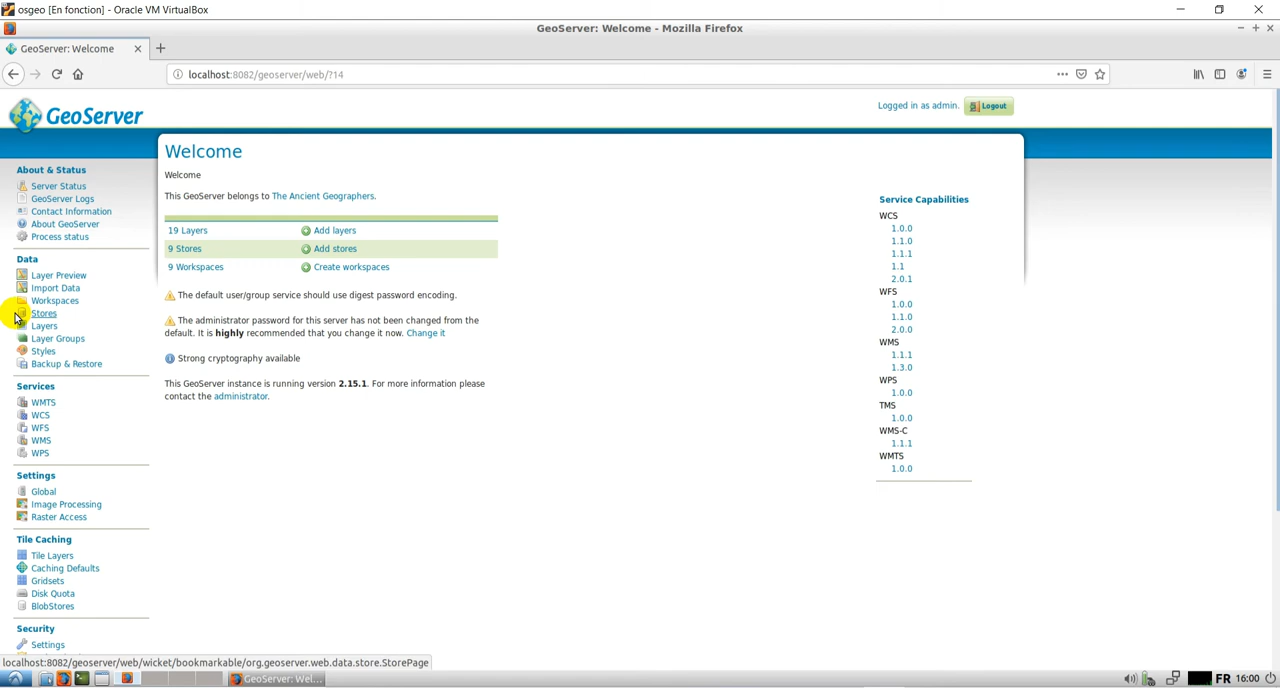 osgeo [En fonction] - Oracle VM VirtualBox
GeoServer: Welcome - Mozilla Firefox
GeoServer: Welcome
localhost:8082/geoserver/web/?14
GeoServer
Logged in as admin. Logout
About & Status
Server Status
GeoServer Logs
Contact Information
About GeoServer
Process status
Data
Layer Preview
Import Data
Workspaces
Stores
Layers
Layer Groups
Styles
Backup & Restore
Services
WMTS
WCS
WFS
WMS
WPS
Settings
Global
Image Processing
Raster Access
Tile Caching
Tile Layers
Caching Defaults
Gridsets
Disk Quota
BlobStores
Security
Settings
Welcome
Welcome
This GeoServer belongs to The Ancient Geographers.
19 Layers Add layers
9 Stores Add stores
9 Workspaces Create workspaces
The default user/group service should use digest password encoding.
The administrator password for this server has not been changed from the
default. It is highly recommended that you change it now. Change it
Strong cryptography available
This GeoServer instance is running version 2.15.1. For more information please
contact the administrator.
Service Capabilities
WCS
1.0.0
1.1.0
1.1.1
1.1
2.0.1
WFS
1.0.0
1.1.0
2.0.0
WMS
1.1.1
1.3.0
WPS
1.0.0
TMS
1.0.0
WMS-C
1.1.1
WMTS
1.0.0
localhost:8082/geoserver/web/wicket/bookmarkable/org.geoserver.web.data.store.StorePage
GeoServer: Wel...
FR 16:00